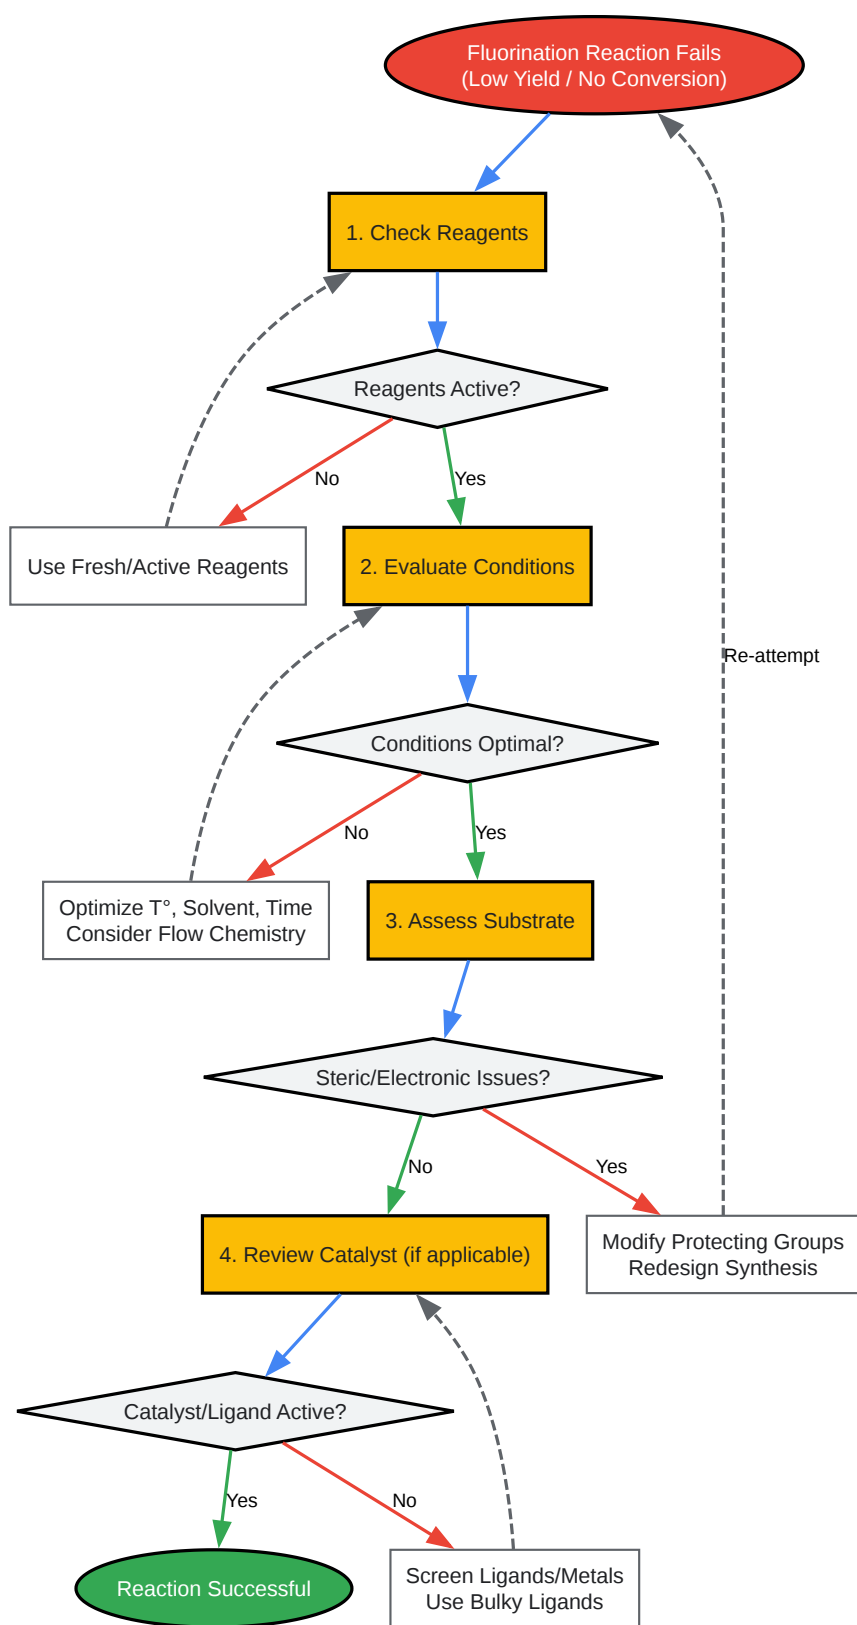 Fluorination Reaction Fails
(Low Yield / No Conversion)
1. Check Reagents
Reagents Active?
No
Yes
Use Fresh/Active Reagents
2. Evaluate Conditions
Re-attempt
Conditions Optimal?
No
Yes
Optimize T°, Solvent, Time
Consider Flow Chemistry
3. Assess Substrate
Steric/Electronic Issues?
No
Yes
4. Review Catalyst (if applicable)
Modify Protecting Groups
Redesign Synthesis
Catalyst/Ligand Active?
Yes
No
Reaction Successful
Screen Ligands/Metals
Use Bulky Ligands